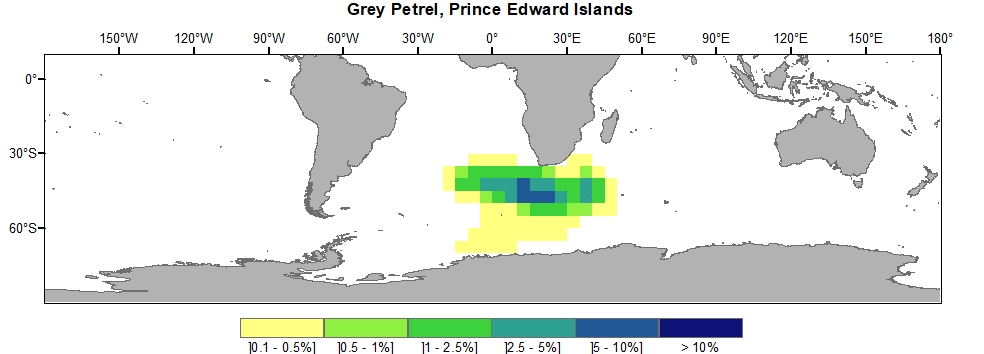 Grey Petrel, Prince Edward Islands
150°W 120°W 90°W 60°W 30°W 0° 30°E 60°E 90°E 120°E 150°E 180°
0°
30°S
60°S
]0.1 - 0.5%] ]0.5 - 1%] ]1 - 2.5%] ]2.5 - 5%] ]5 - 10%] > 10%